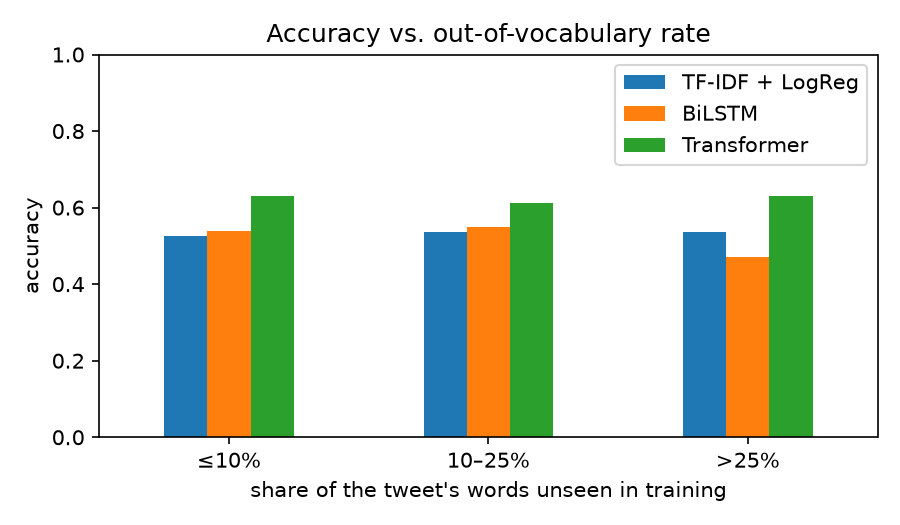 Accuracy vs. out-of-vocabulary rate
TF-IDF + LogReg
BiLSTM
Transformer
1.0
0.8
0.6
0.4
0.2
0.0
accuracy
≤10%
10–25%
>25%
share of the tweet's words unseen in training